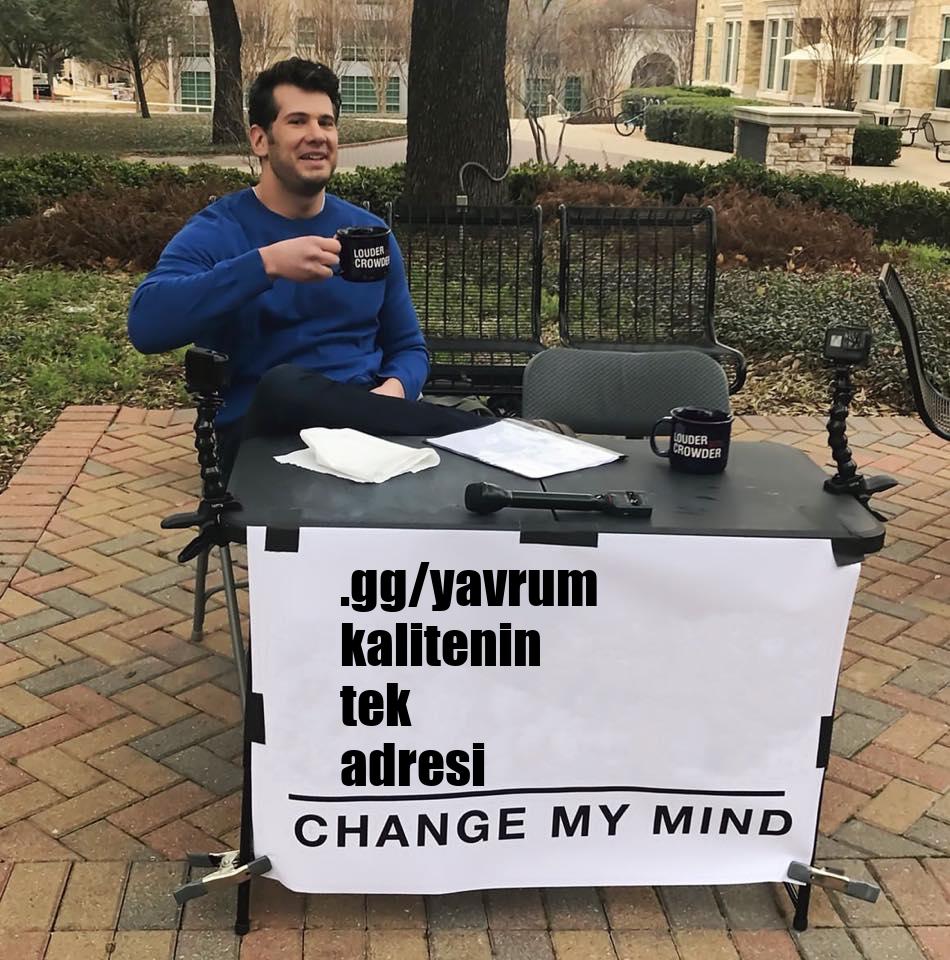 LOUDER
CROWDER
LOUDER
CROWDER
.gg/yavrum
kalitenin
tek
adresi
CHANGE MY MIND